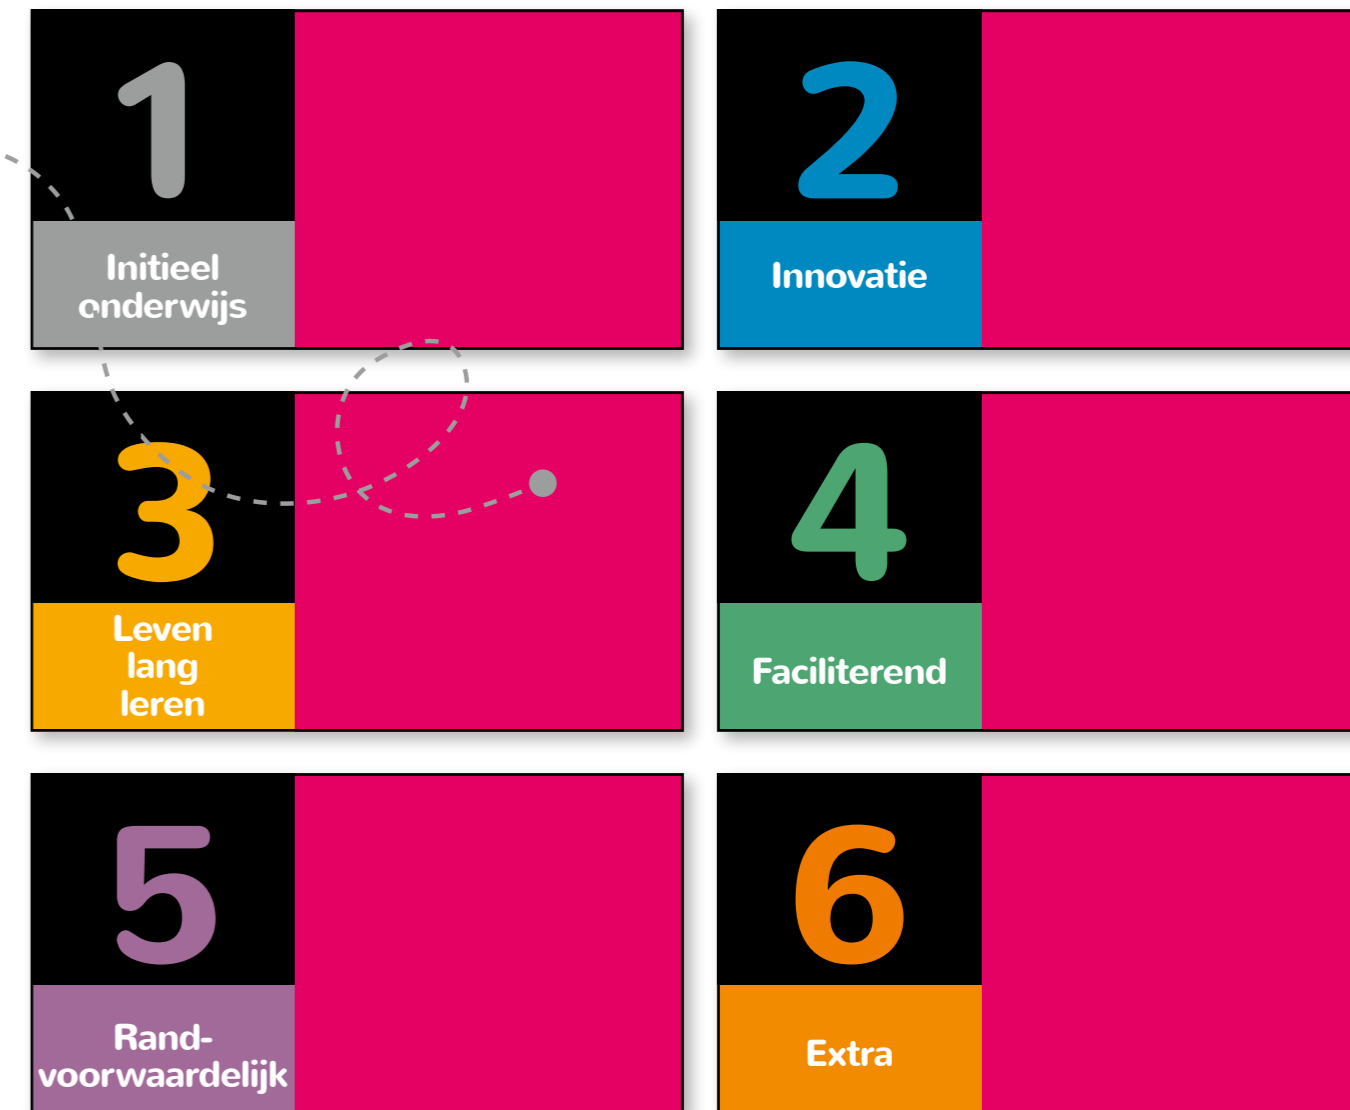 1
Initieel
onderwijs
2
Innovatie
3
Leven
lang
leren
4
Faciliterend
5
Rand-
voorwaardelijk
6
Extra